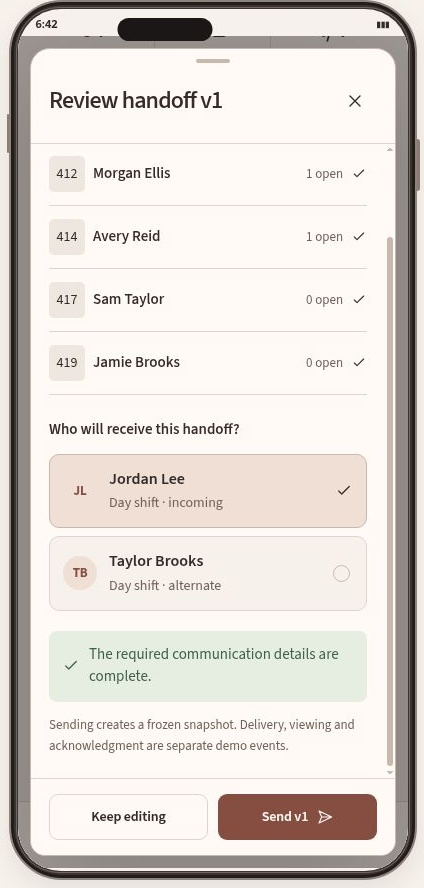 6:42
Review handoff v1
412 Morgan Ellis 1 open
414 Avery Reid 1 open
417 Sam Taylor 0 open
419 Jamie Brooks 0 open
Who will receive this handoff?
JL Jordan Lee
Day shift · incoming
TB Taylor Brooks
Day shift · alternate
The required communication details are
complete.
Sending creates a frozen snapshot. Delivery, viewing and
acknowledgment are separate demo events.
Keep editing Send v1